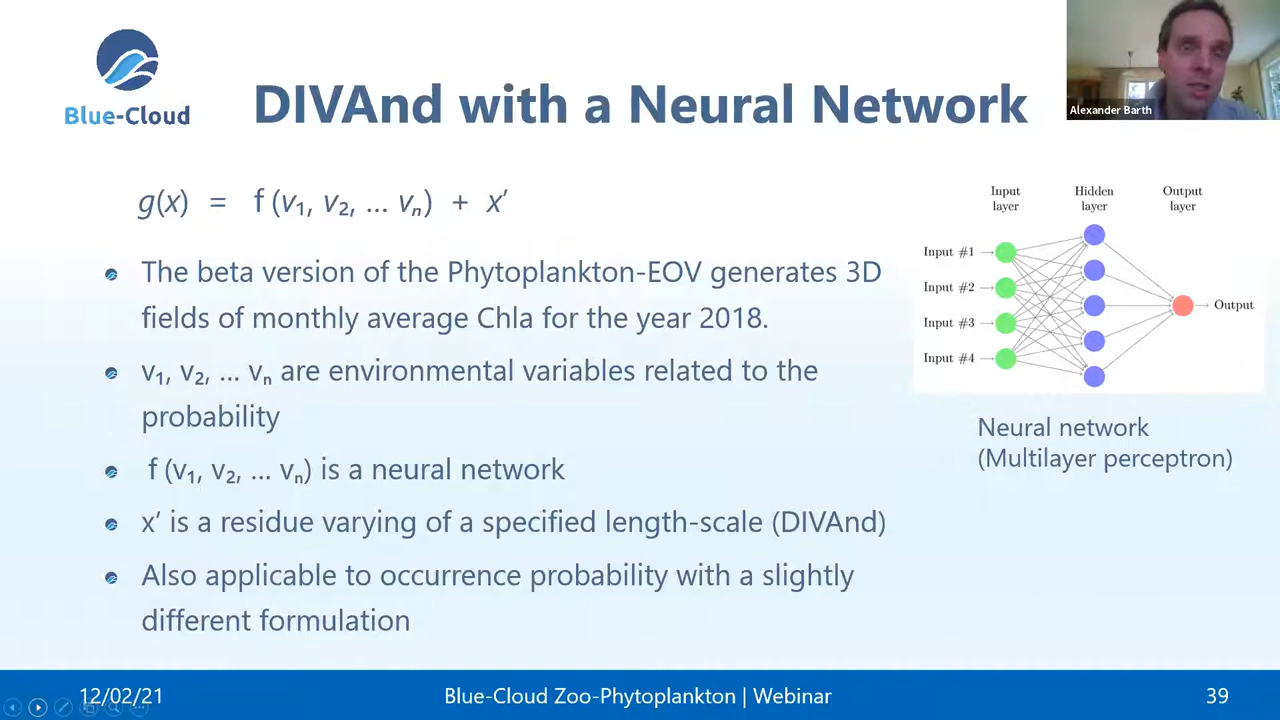 Blue-Cloud
DIVAnd with a Neural Network
Alexander Barth
g(x) = f (v₁, v₂, ... vₙ) + x′
The beta version of the Phytoplankton-EOV generates 3D
fields of monthly average Chla for the year 2018.
v₁, v₂, ... vₙ are environmental variables related to the
probability
f (v₁, v₂, ... vₙ) is a neural network
x′ is a residue varying of a specified length-scale (DIVAnd)
Also applicable to occurrence probability with a slightly
different formulation
Input Hidden Output
layer layer layer
Input #1
Input #2
Input #3
Input #4
Output
Neural network
(Multilayer perceptron)
12/02/21
Blue-Cloud Zoo-Phytoplankton | Webinar
39